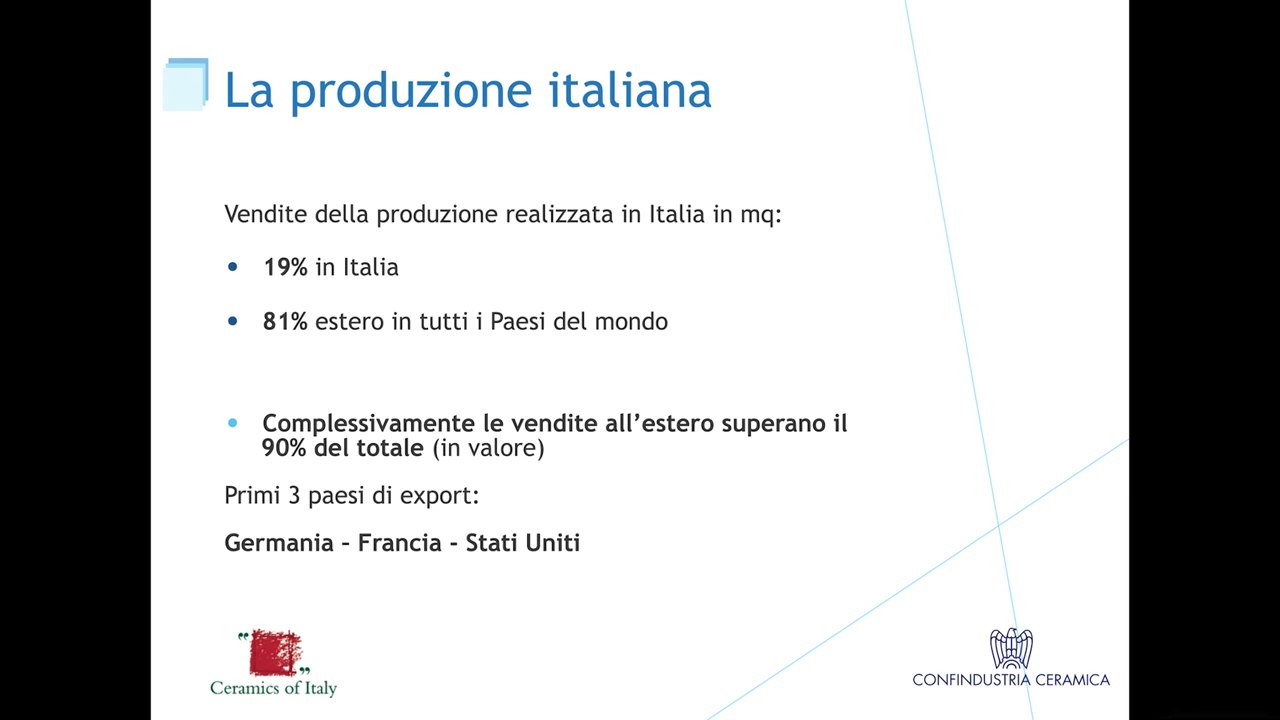 La produzione italiana
Vendite della produzione realizzata in Italia in mq:
• 19% in Italia
• 81% estero in tutti i Paesi del mondo
• Complessivamente le vendite all’estero superano il
90% del totale (in valore)
Primi 3 paesi di export:
Germania – Francia - Stati Uniti
Ceramics of Italy
CONFINDUSTRIA CERAMICA